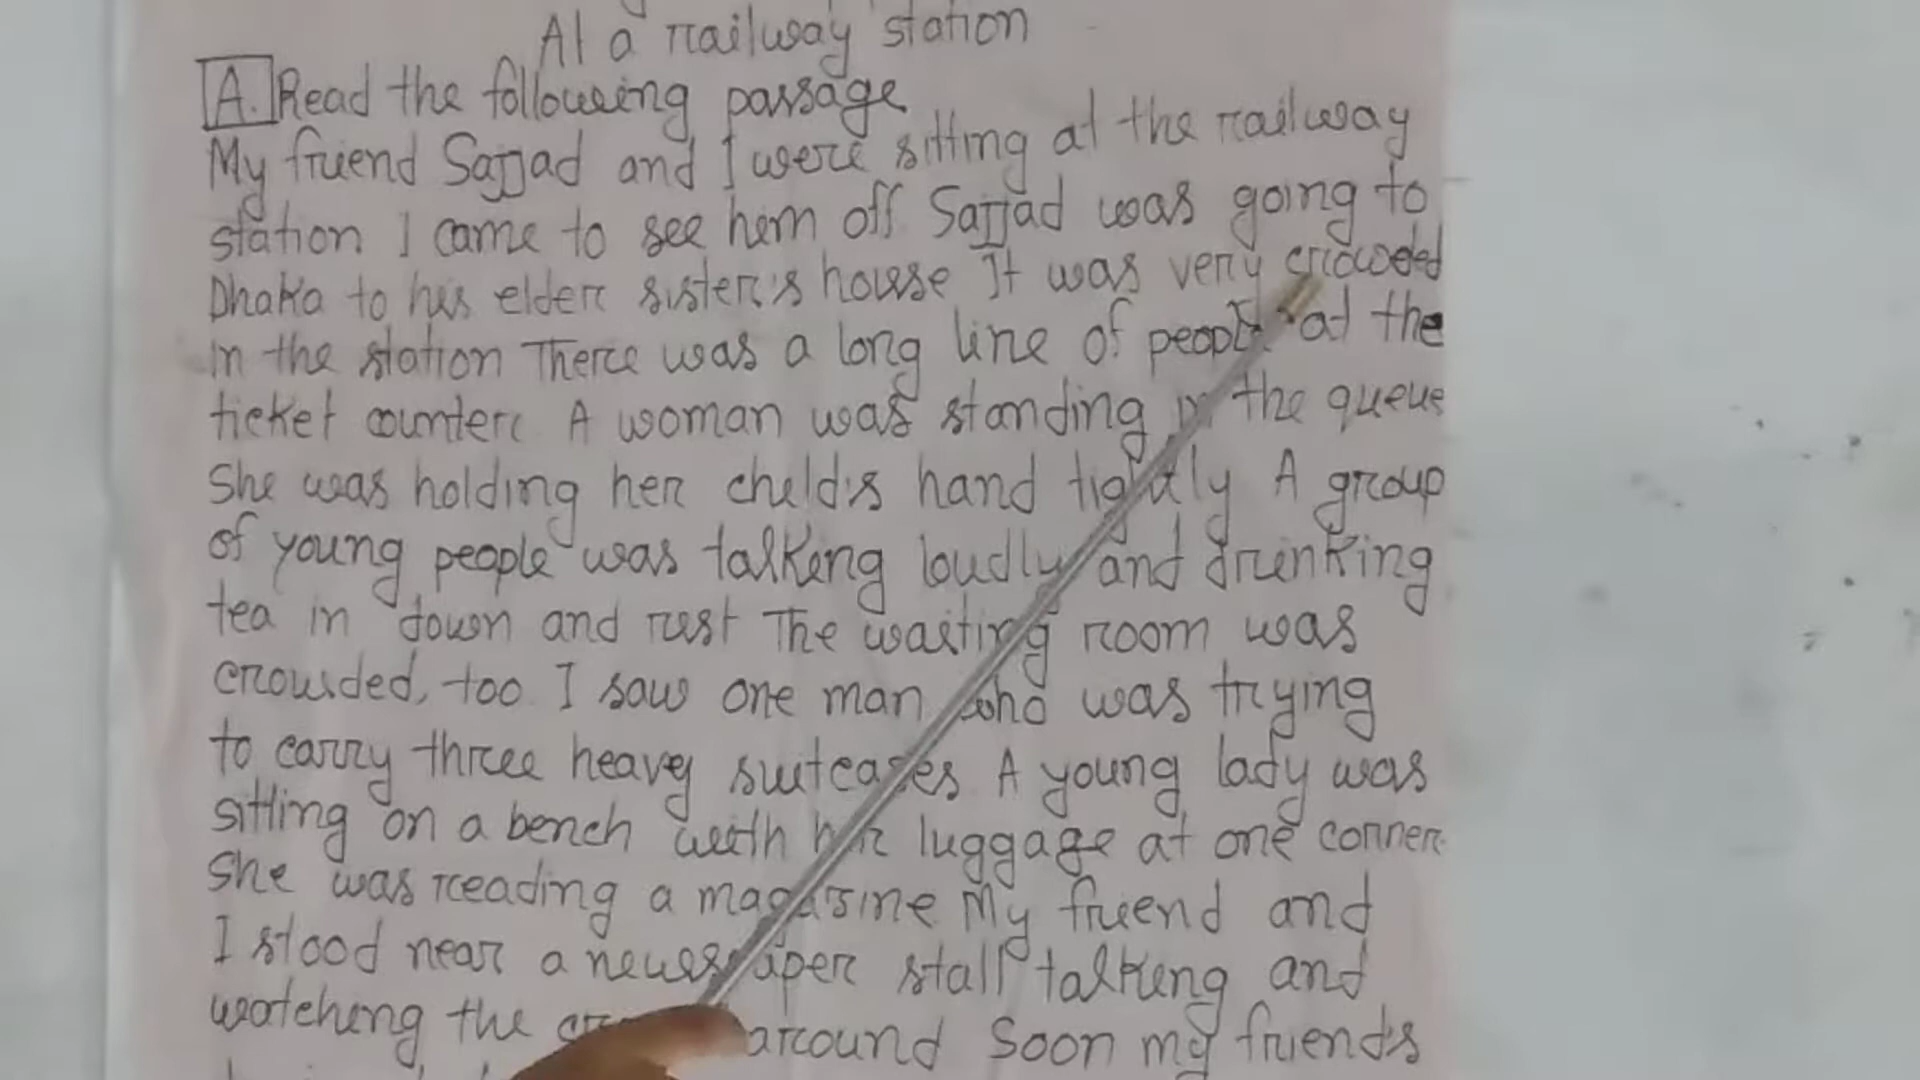 At a railway station
A. Read the following passage
My friend Sajjad and I were sitting at the railway
station I came to see him off Sajjad was going to
Dhaka to his elder sister's house It was very crowded
in the station There was a long line of people at the
ticket counter A woman was standing in the queue
She was holding her child's hand tightly A group
of young people was talking loudly and drinking
tea in down and rest The waiting room was
crowded, too I saw one man who was trying
to carry three heavy suitcases A young lady was
sitting on a bench with her luggage at one corner
She was reading a magazine My friend and
I stood near a newspaper stall talking and
watching the around Soon my friend's